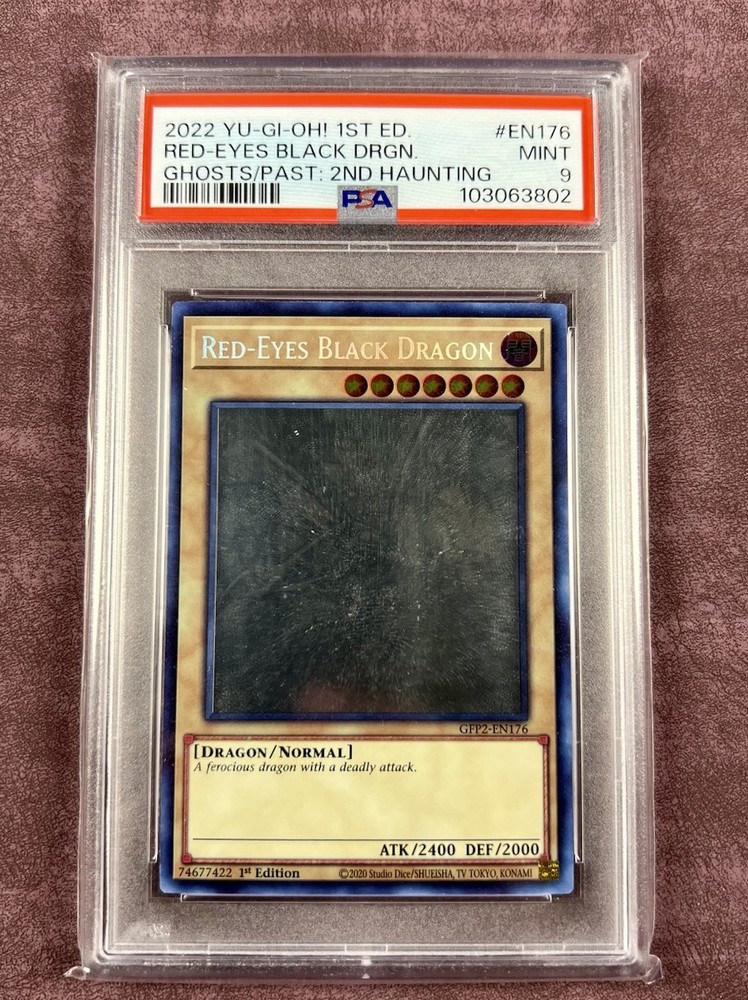 2022 YU-GI-OH! 1ST ED. #EN176
RED-EYES BLACK DRGN. MINT
GHOSTS/PAST: 2ND HAUNTING 9
PSA 103063802
RED-EYES BLACK DRAGON 闇
GFP2-EN176
[DRAGON/NORMAL]
A ferocious dragon with a deadly attack.
ATK/2400 DEF/2000
74677422 1st Edition ©2020 Studio Dice/SHUEISHA, TV TOKYO, KONAMI